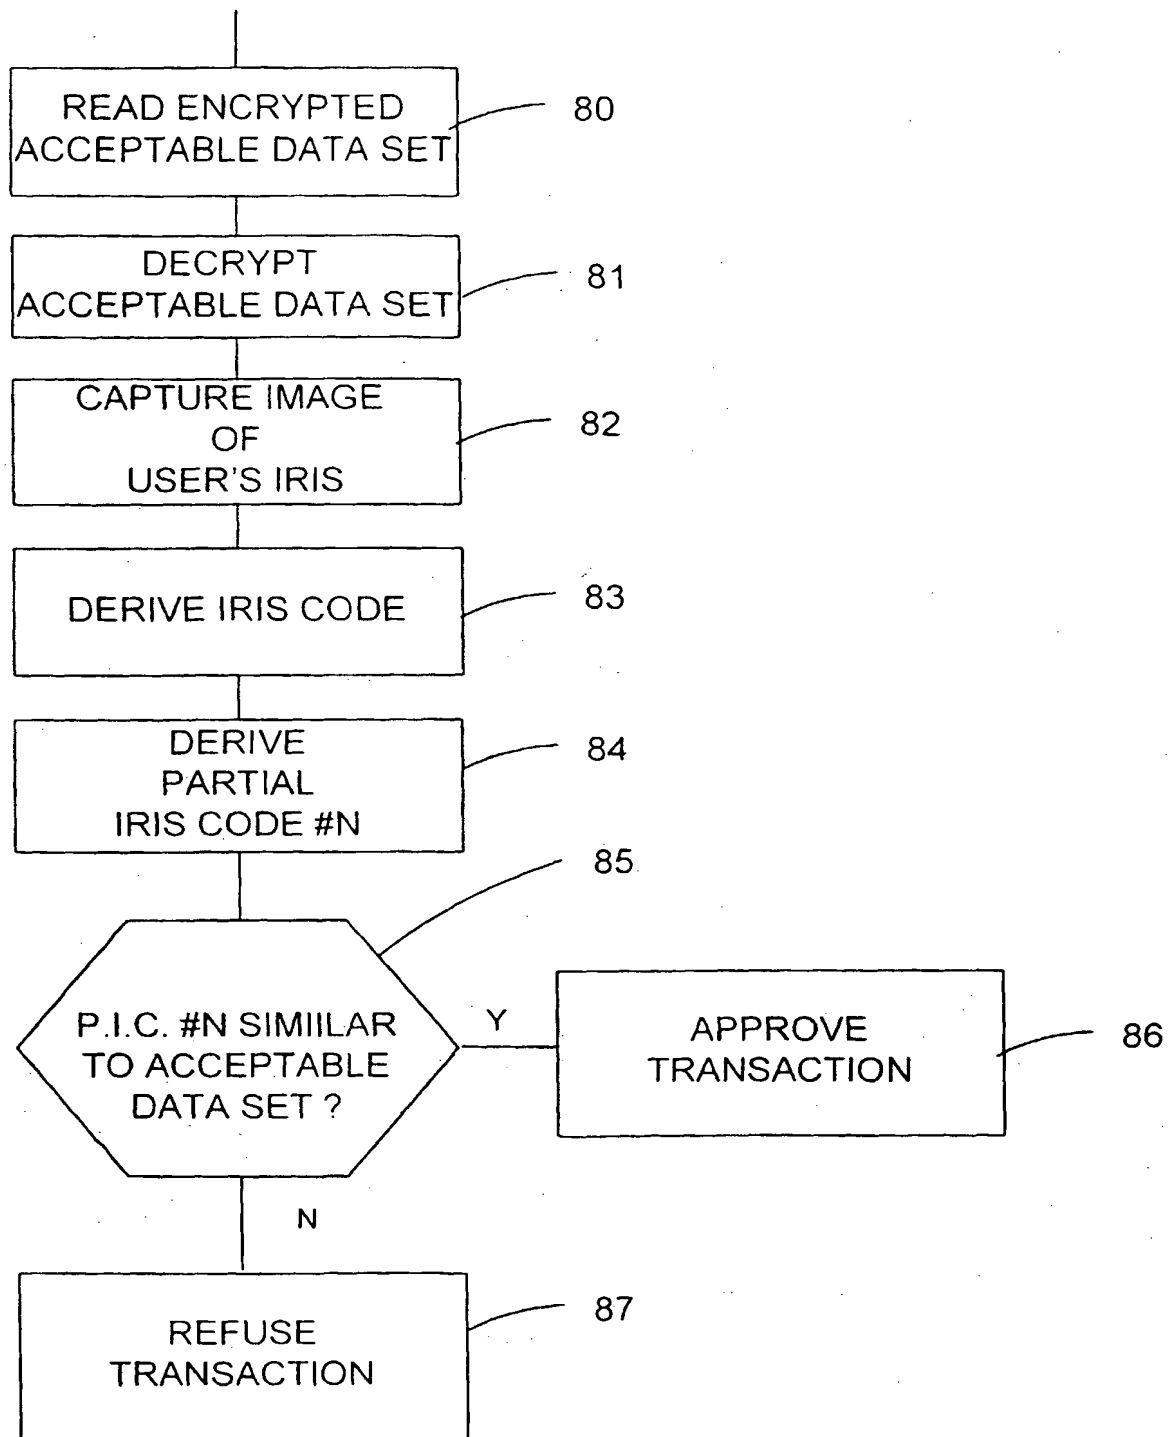 READ ENCRYPTED
ACCEPTABLE DATA SET
80
DECRYPT
ACCEPTABLE DATA SET
81
CAPTURE IMAGE
OF
USER'S IRIS
82
DERIVE IRIS CODE
83
DERIVE
PARTIAL
IRIS CODE #N
84
85
P.I.C. #N SIMIILAR
TO ACCEPTABLE
DATA SET ?
Y
APPROVE
TRANSACTION
86
N
REFUSE
TRANSACTION
87